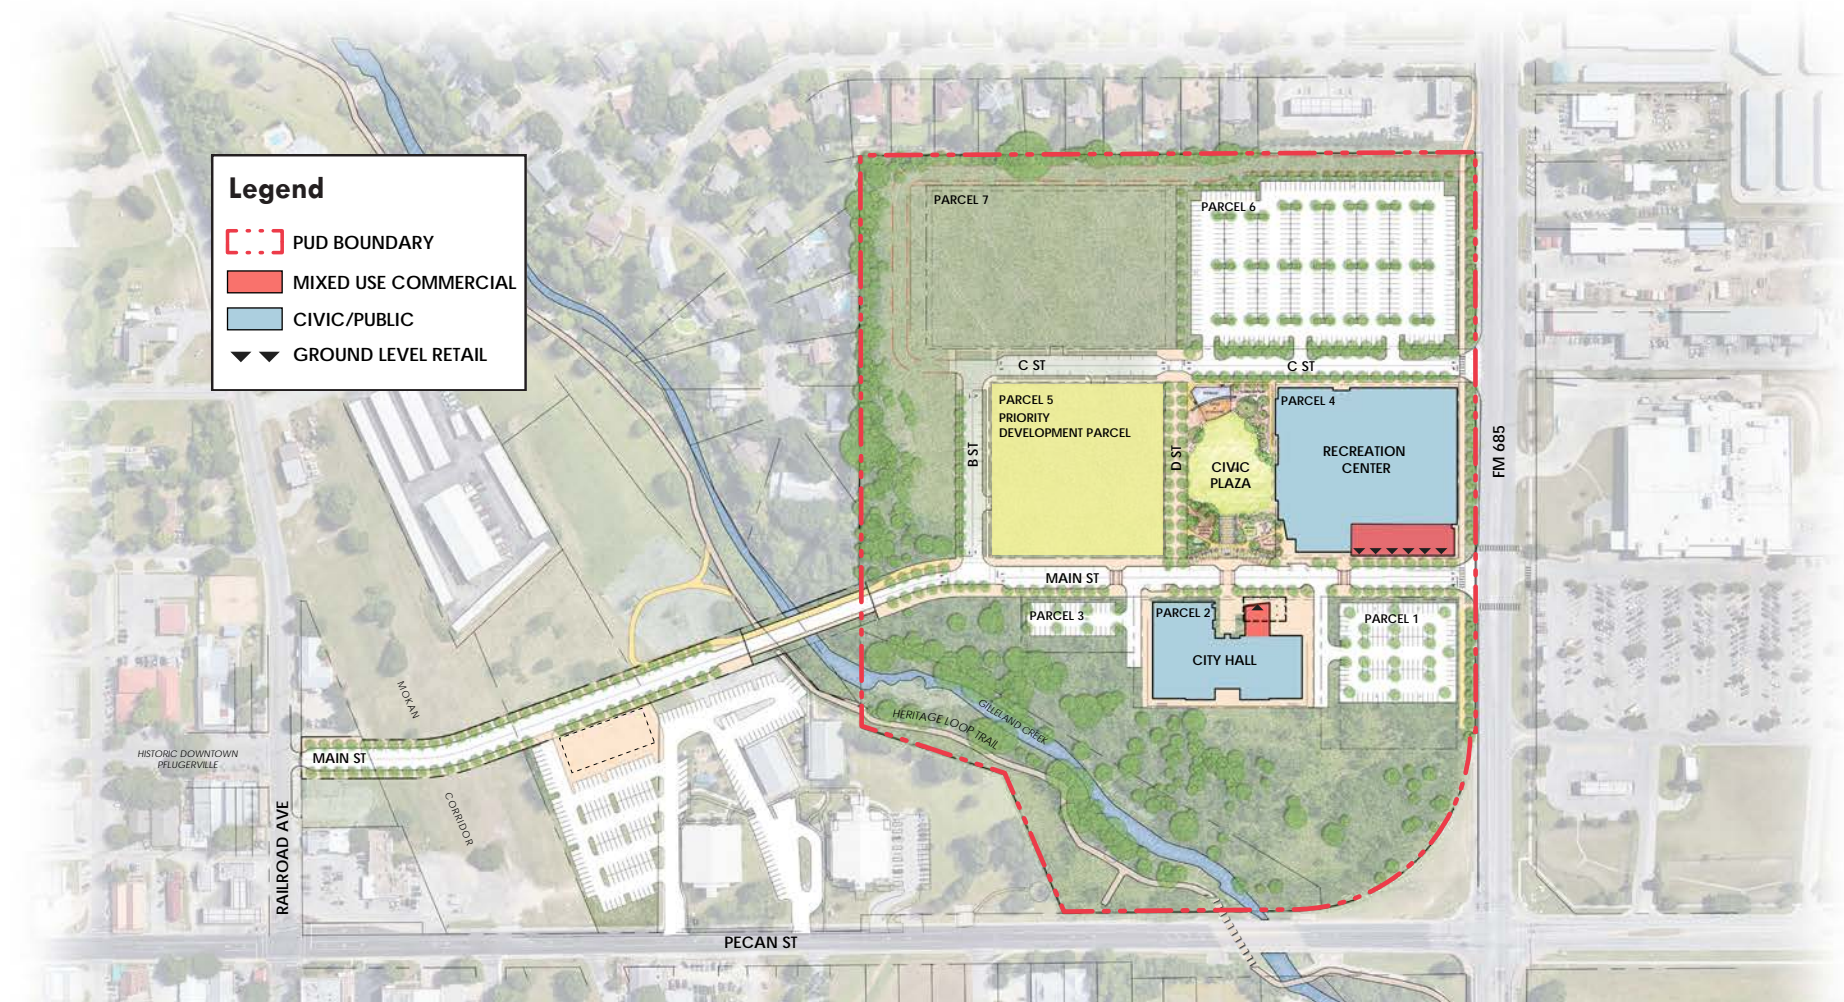 Legend
PUD BOUNDARY
MIXED USE COMMERCIAL
CIVIC/PUBLIC
GROUND LEVEL RETAIL
PARCEL 7
PARCEL 6
C ST
C ST
PARCEL 5
PRIORITY
DEVELOPMENT PARCEL
PARCEL 4
RECREATION
CENTER
B ST
D ST
CIVIC
PLAZA
FM 685
MAIN ST
PARCEL 3
PARCEL 2
PARCEL 1
CITY HALL
GILLELAND CREEK
HERITAGE LOOP TRAIL
MOKAN
CORRIDOR
HISTORIC DOWNTOWN
PFLUGERVILLE
MAIN ST
RAILROAD AVE
PECAN ST